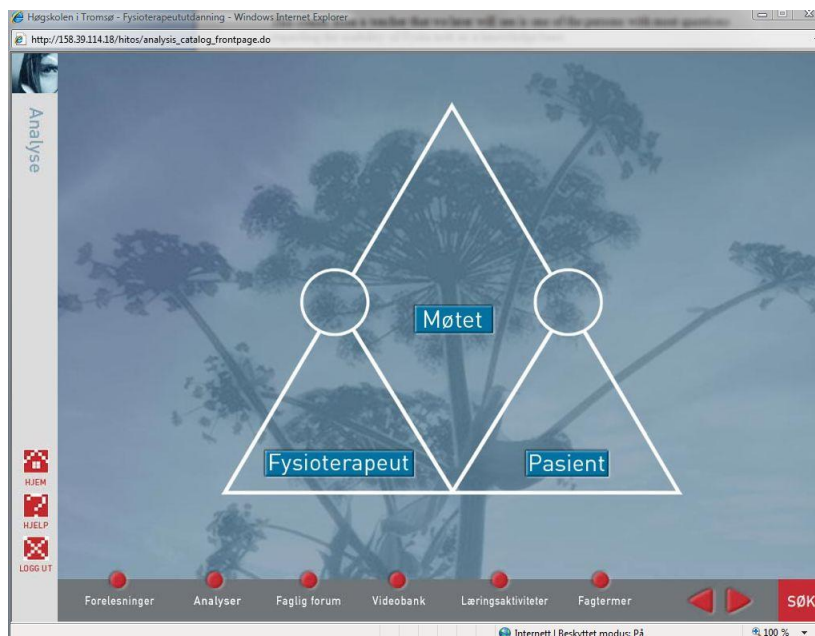 Høgskolen i Tromsø - Fysioterapeututdanning - Windows Internet Explorer
http://158.39.114.18/hitos/analysis_catalog_frontpage.do
Analyse
Møtet
Fysioterapeut
Pasient
HJEM
HJELP
LOGG UT
Forelesninger
Analyser
Faglig forum
Videobank
Læringsaktiviteter
Fagtermer
SØK
Internett | Beskyttet modus: På
100 %